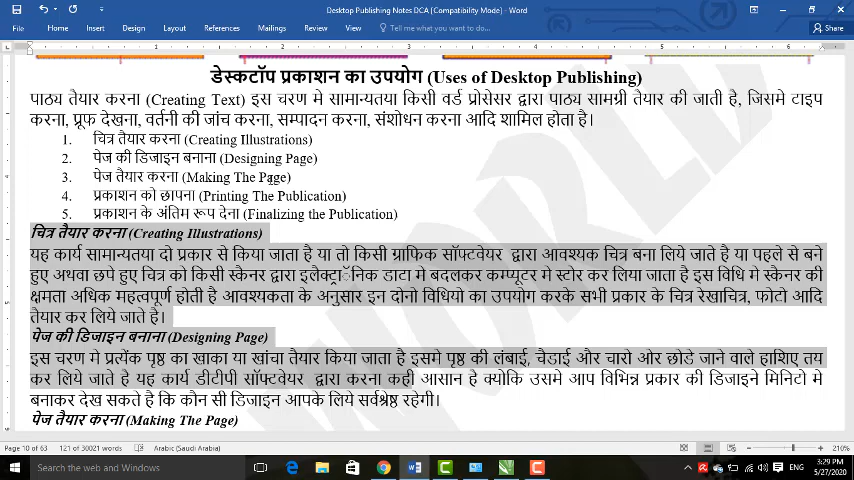 Desktop Publishing Notes DCA [Compatibility Mode] - Word
File Home Insert Design Layout References Mailings Review View Tell me what you want to do... Share
डेस्कटॉप प्रकाशन का उपयोग (Uses of Desktop Publishing)
पाठ्य तैयार करना (Creating Text) इस चरण मे सामान्यतया किसी वर्ड प्रोसेसर द्वारा पाठ्य सामग्री तैयार की जाती है, जिसमे टाइप
करना, प्रूफ देखना, वर्तनी की जांच करना, सम्पादन करना, संशोधन करना आदि शामिल होता है।
1. चित्र तैयार करना (Creating Illustrations)
2. पेज की डिजाइन बनाना (Designing Page)
3. पेज तैयार करना (Making The Page)
4. प्रकाशन को छापना (Printing The Publication)
5. प्रकाशन के अंतिम रूप देना (Finalizing the Publication)
चित्र तैयार करना (Creating Illustrations)
यह कार्य सामान्यतया दो प्रकार से किया जाता है या तो किसी ग्राफिक सॉफ्टवेयर द्वारा आवश्यक चित्र बना लिये जाते है या पहले से बने
हुए अथवा छपे हुए चित्र को किसी स्कैनर द्वारा इलैक्ट्राॅनिक डाटा मे बदलकर कम्प्यूटर मे स्टोर कर लिया जाता है इस विधि मे स्कैनर की
क्षमता अधिक महत्वपूर्ण होती है आवश्यकता के अनुसार इन दोनो विधियो का उपयोग करके सभी प्रकार के चित्र रेखाचित्र, फोटो आदि
तैयार कर लिये जाते है।
पेज की डिजाइन बनाना (Designing Page)
इस चरण मे प्रत्येंक पृष्ठ का खाका या खांचा तैयार किया जाता है इसमे पृष्ठ की लंबाई, चैडाई और चारो ओर छोडे जाने वाले हाशिए तय
कर लिये जाते है यह कार्य डीटीपी सॉफ्टवेयर द्वारा करना कही आसान है क्योकि उसमे आप विभिन्न प्रकार की डिजाइने मिनिटो मे
बनाकर देख सकते है कि कौन सी डिजाइन आपके लिये सर्वश्रेष्ठ रहेगी।
पेज तैयार करना (Making The Page)
Page 10 of 63 121 of 30021 words Arabic (Saudi Arabia) 210%
Search the web and Windows ENG 3:29 PM
5/27/2020